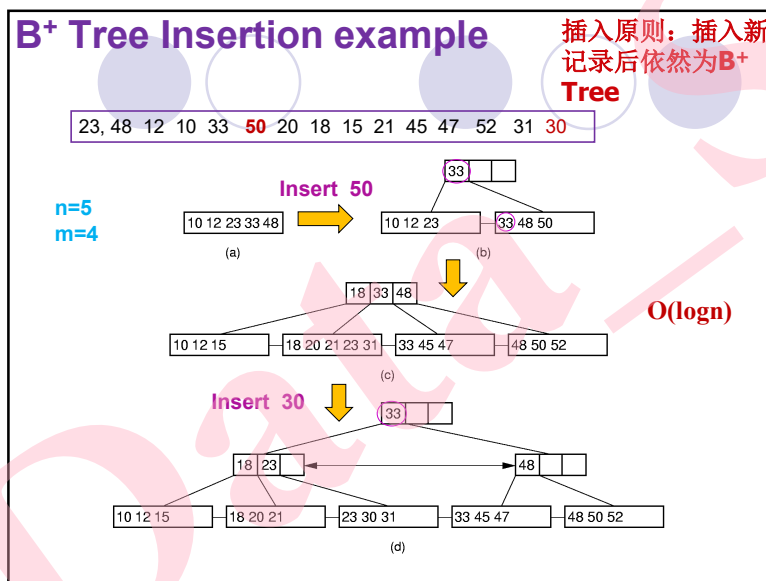 B+ Tree Insertion example
插入原则：插入新
记录后依然为B+
Tree
23, 48 12 10 33 50 20 18 15 21 45 47 52 31 30
33
Insert 50
n=5
m=4
10 12 23 33 48
10 12 23
33 48 50
(a)
(b)
18 33 48
O(logn)
10 12 15
18 20 21 23 31
33 45 47
48 50 52
(c)
Insert 30
33
18 23
48
10 12 15
18 20 21
23 30 31
33 45 47
48 50 52
(d)